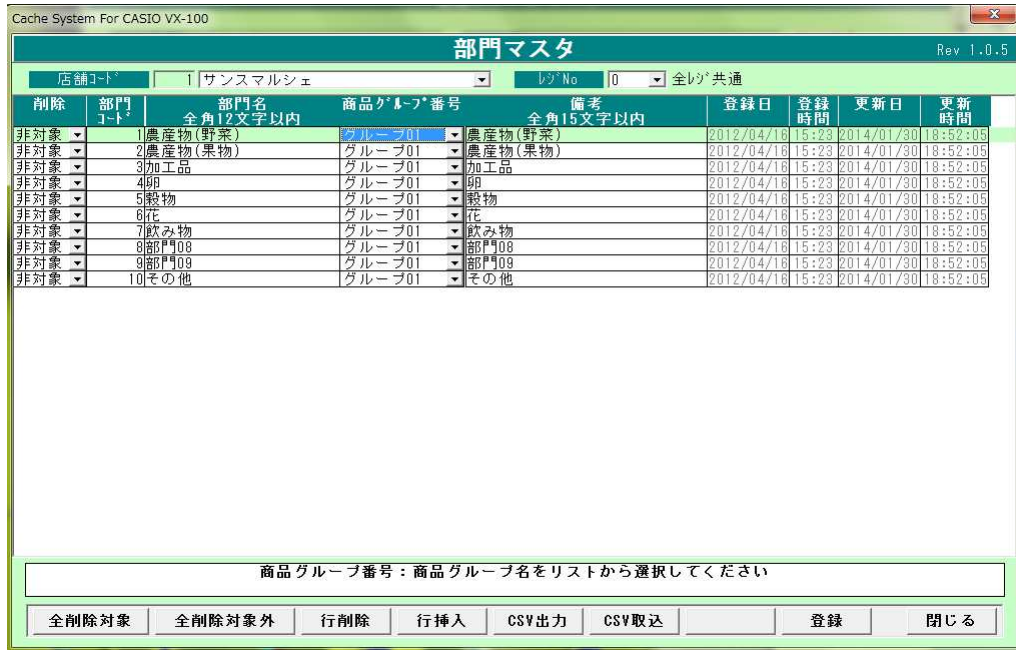 Cache System For CASIO VX-100
部門マスタ Rev 1.0.5
店舗ｺｰﾄﾞ 1 サンスマルシェ ﾚｼﾞNo 0 全ﾚｼﾞ共通
削除 部門ｺｰﾄﾞ 部門名 全角12文字以内 商品ｸﾞﾙｰﾌﾟ番号 備考 全角15文字以内 登録日 登録時間 更新日 更新時間
非対象 1 農産物(野菜) グループ01 農産物(野菜) 2012/04/16 15:23 2014/01/30 18:52:05
非対象 2 農産物(果物) グループ01 農産物(果物) 2012/04/16 15:23 2014/01/30 18:52:05
非対象 3 加工品 グループ01 加工品 2012/04/16 15:23 2014/01/30 18:52:05
非対象 4 卵 グループ01 卵 2012/04/16 15:23 2014/01/30 18:52:05
非対象 5 穀物 グループ01 穀物 2012/04/16 15:23 2014/01/30 18:52:05
非対象 6 花 グループ01 花 2012/04/16 15:23 2014/01/30 18:52:05
非対象 7 飲み物 グループ01 飲み物 2012/04/16 15:23 2014/01/30 18:52:05
非対象 8 部門08 グループ01 部門08 2012/04/16 15:23 2014/01/30 18:52:05
非対象 9 部門09 グループ01 部門09 2012/04/16 15:23 2014/01/30 18:52:05
非対象 10 その他 グループ01 その他 2012/04/16 15:23 2014/01/30 18:52:05
商品グループ番号：商品グループ名をリストから選択してください
全削除対象 全削除対象外 行削除 行挿入 CSV出力 CSV取込 登録 閉じる